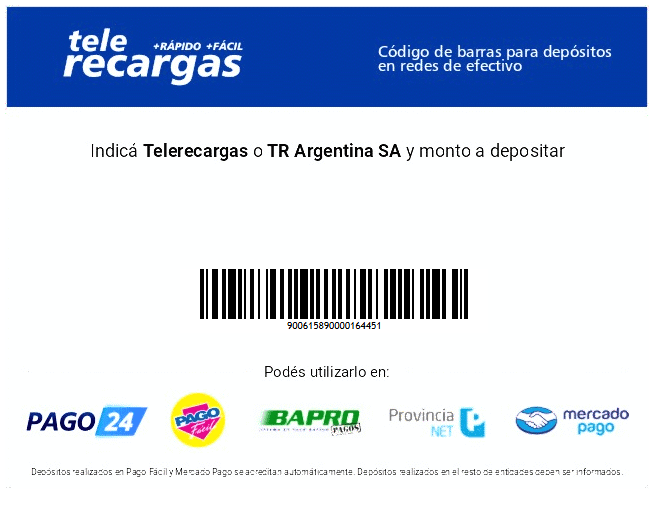 tele
+RÁPIDO +FÁCIL
recargas
Código de barras para depósitos
en redes de efectivo
Indicá Telerecargas o TR Argentina SA y monto a depositar
900615890000164451
Podés utilizarlo en:
PAGO 24
PAGO
Fácil
BAPRO
PAGOS
Provincia
NET
mercado
pago
Depósitos realizados en Pago Fácil y Mercado Pago se acreditan automáticamente. Depósitos realizados en el resto de entidades deben ser informados.